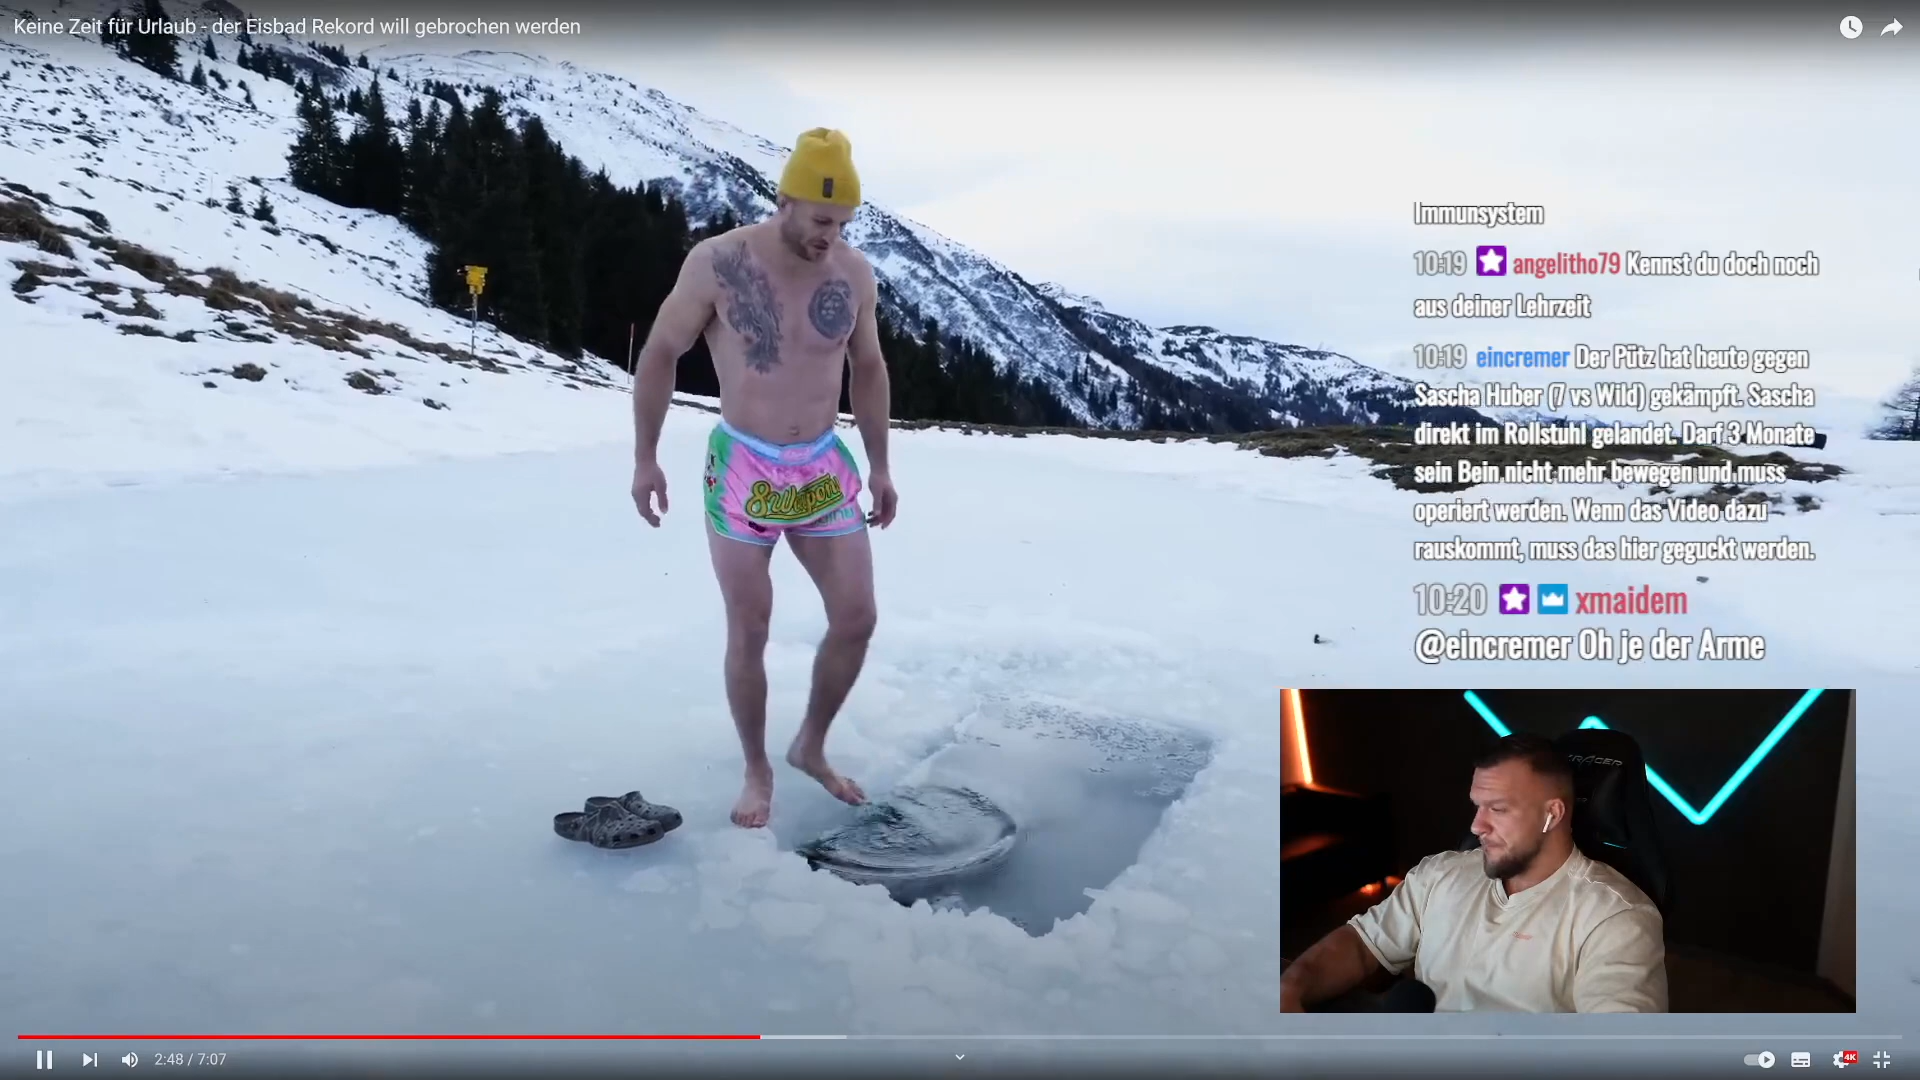 Keine Zeit für Urlaub - der Eisbad Rekord will gebrochen werden
Immunsystem
10:19 angelitho79 Kennst du doch noch
aus deiner Lehrzeit
10:19 eincremer Der Pütz hat heute gegen
Sascha Huber (7 vs Wild) gekämpft. Sascha
direkt im Rollstuhl gelandet. Darf 3 Monate
sein Bein nicht mehr bewegen und muss
operiert werden. Wenn das Video dazu
rauskommt, muss das hier geguckt werden.
10:20 xmaidem
@eincremer Oh je der Arme
8 Weapons
2:48 / 7:07
4K